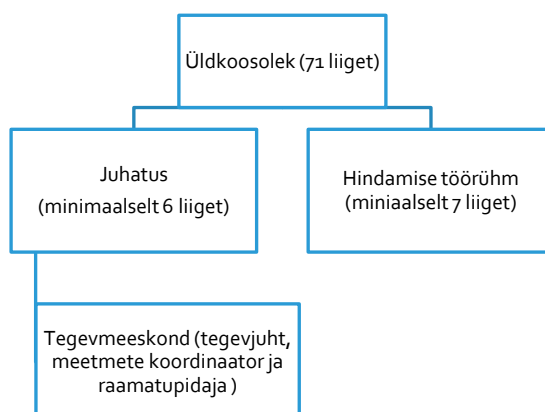 Üldkoosolek (71 liiget)
Juhatus
(minimaalselt 6 liiget)
Hindamise töörühm
(miniaalselt 7 liiget)
Tegevmeeskond (tegevjuht,
meetmete koordinaator ja
raamatupidaja )